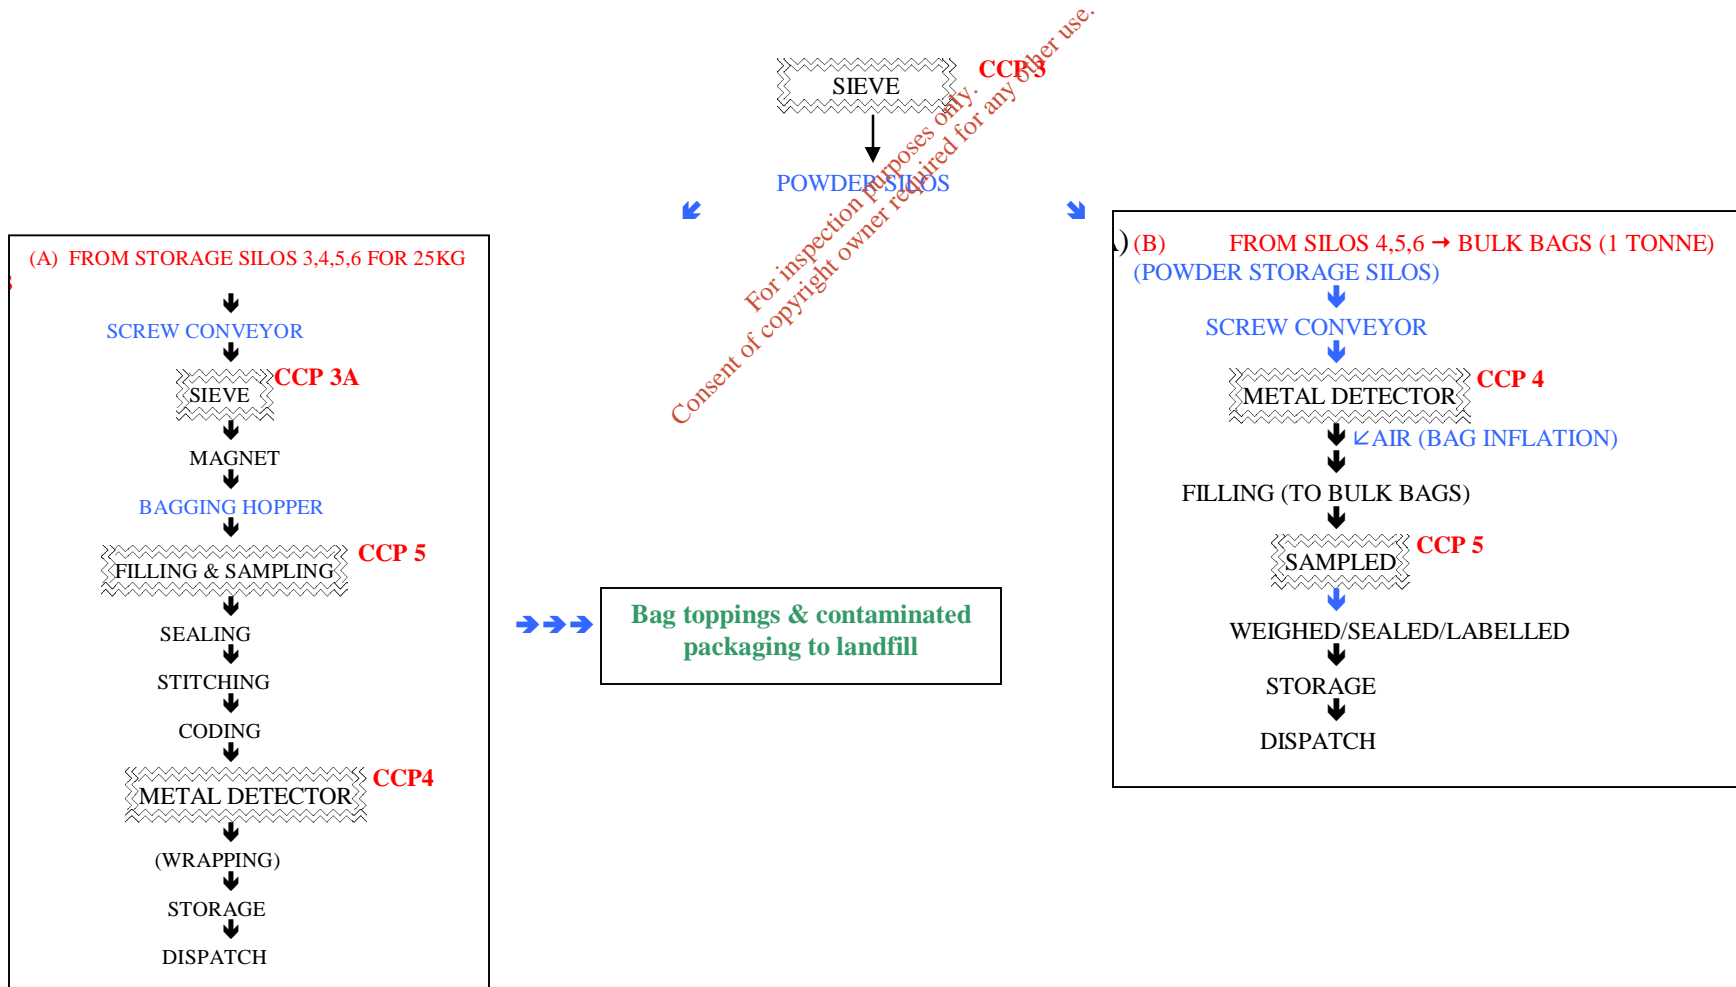 CCP 3
SIEVE
POWDER SILOS
For inspection purposes only.
Consent of copyright owner required for any other use.
(A) FROM STORAGE SILOS 3,4,5,6 FOR 25KG
SCREW CONVEYOR
CCP 3A
SIEVE
MAGNET
BAGGING HOPPER
CCP 5
FILLING & SAMPLING
SEALING
STITCHING
CODING
CCP4
METAL DETECTOR
(WRAPPING)
STORAGE
DISPATCH
Bag toppings & contaminated
packaging to landfill
(B) FROM SILOS 4,5,6 → BULK BAGS (1 TONNE)
(POWDER STORAGE SILOS)
SCREW CONVEYOR
CCP 4
METAL DETECTOR
AIR (BAG INFLATION)
FILLING (TO BULK BAGS)
CCP 5
SAMPLED
WEIGHED/SEALED/LABELLED
STORAGE
DISPATCH